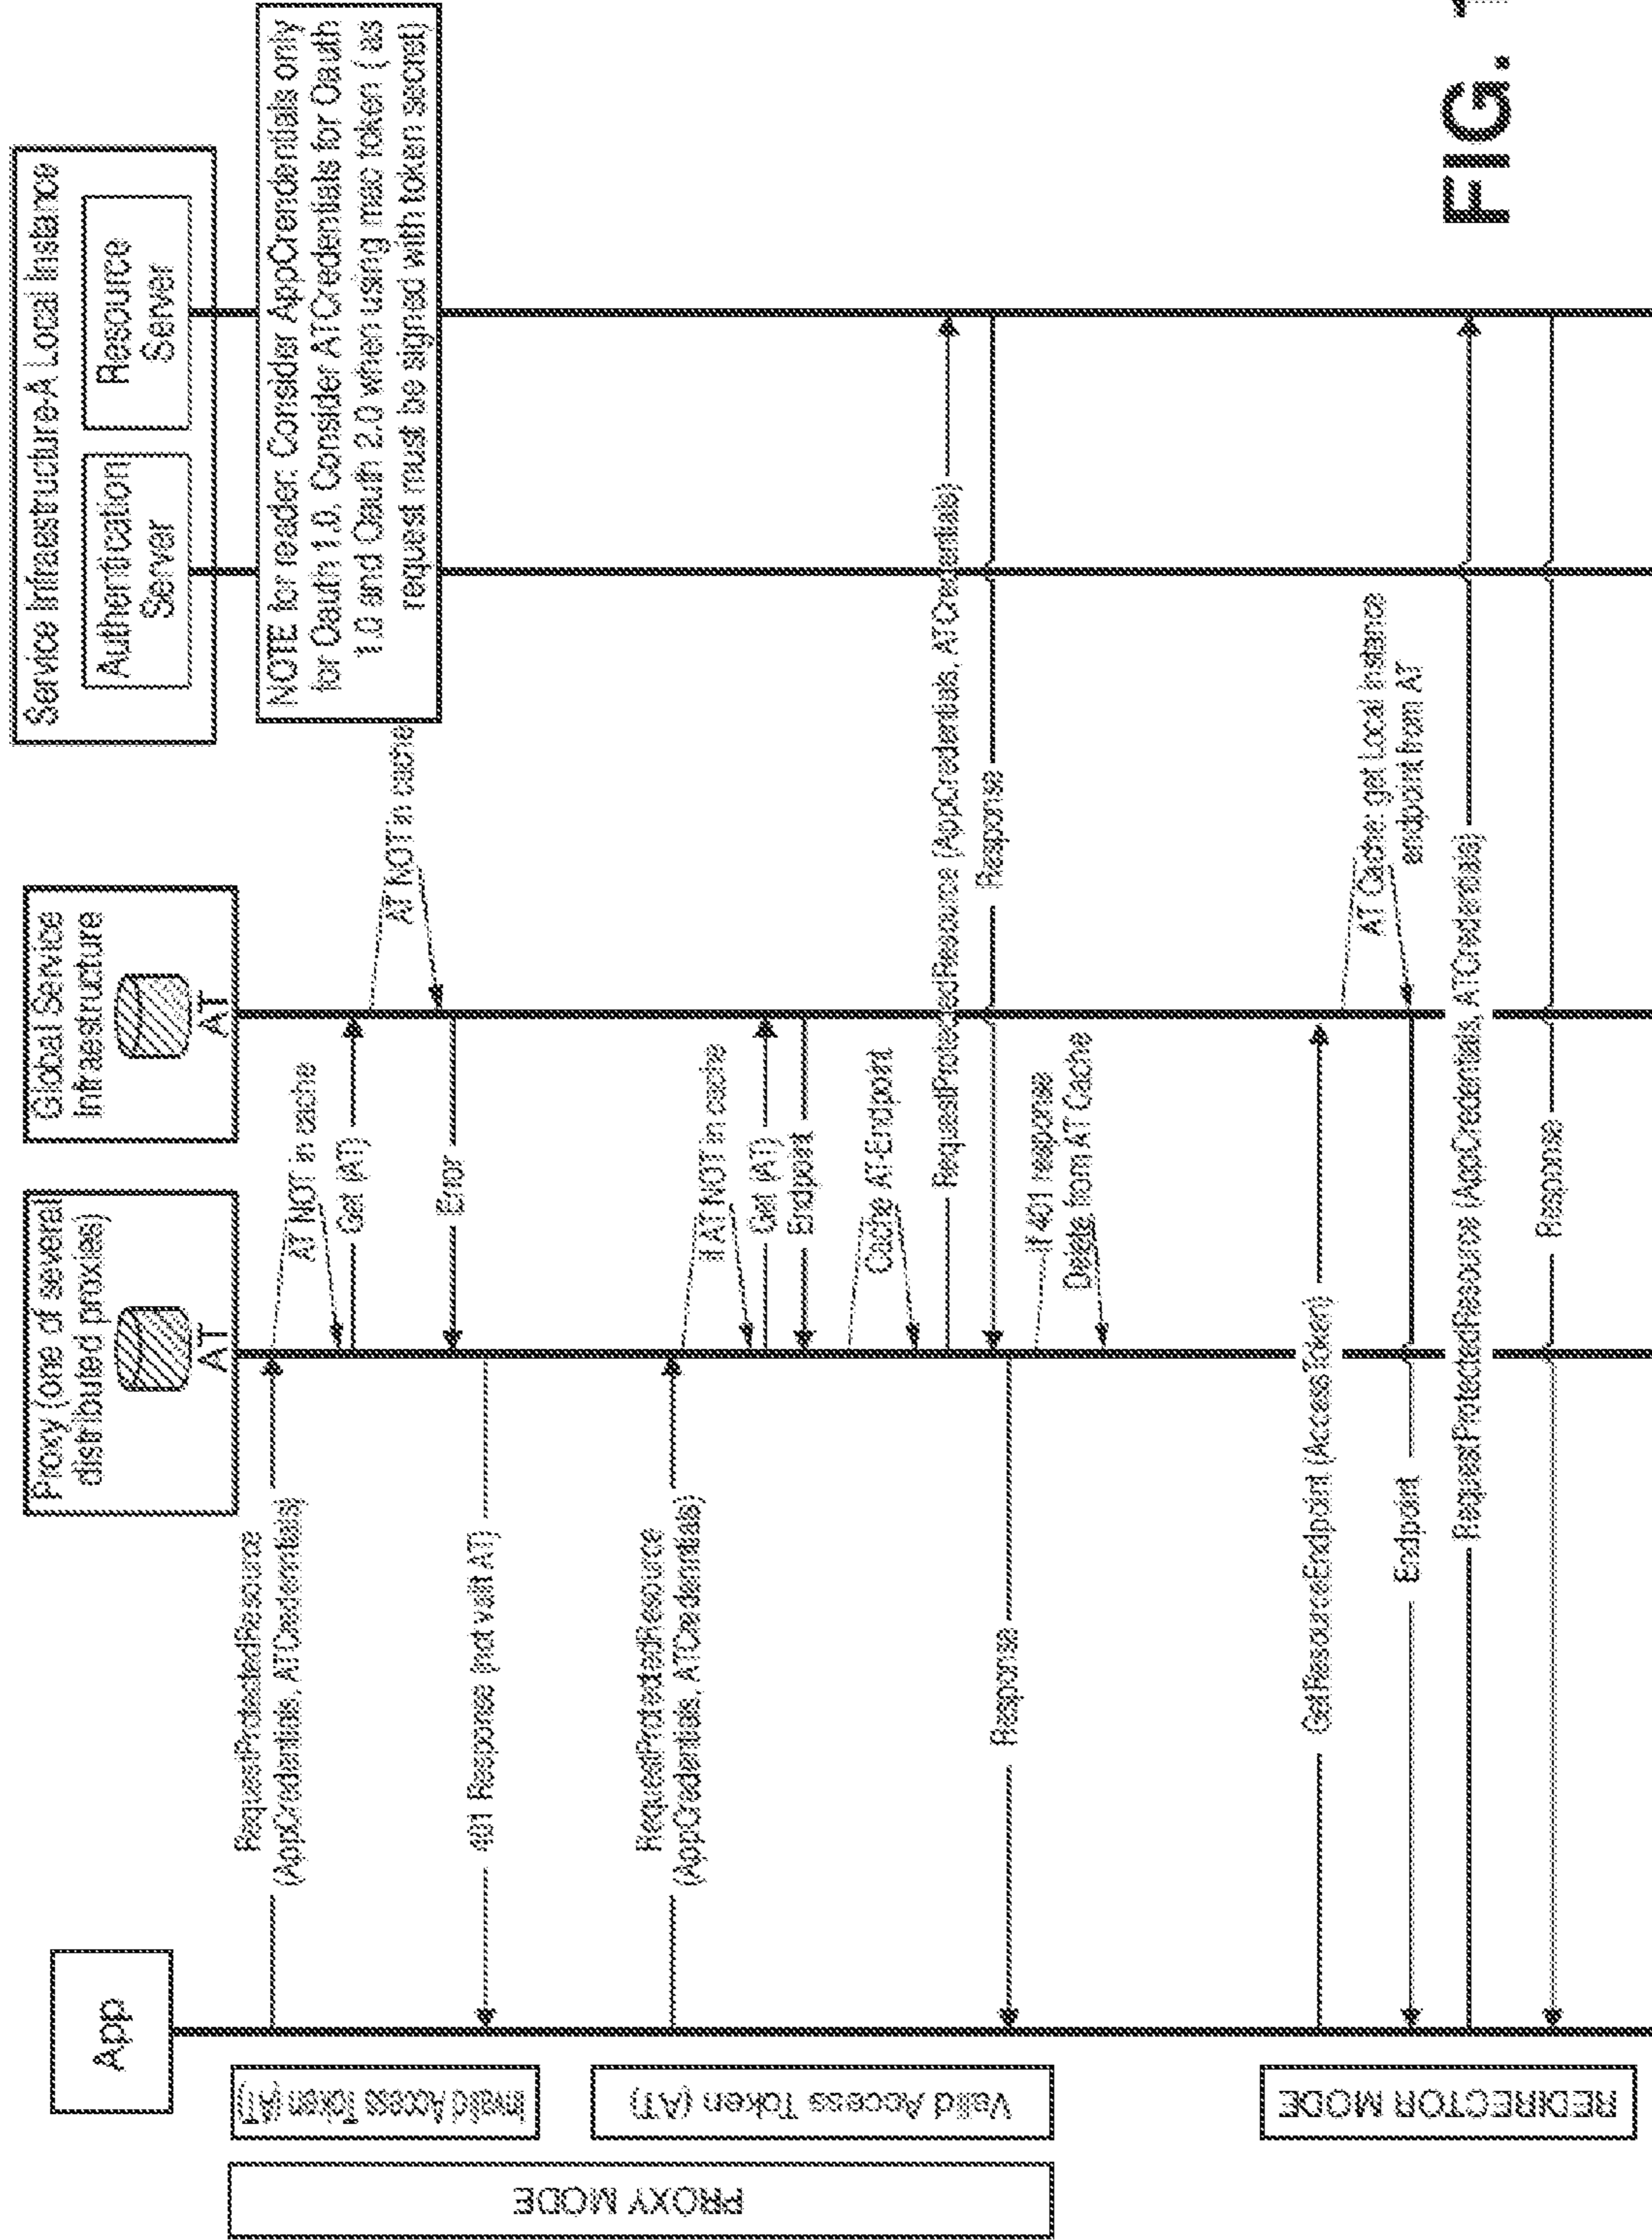 App
Proxy (one of several
distributed proxies)
AT
Global Service
Infraestructure
AT
Service Infraestructure-A Local Instance
Authentication
Server
Resource
Server
NOTE for reader: Consider AppCrendentials only
for Oauth 1.0. Consider ATCredentials for Oauth
1.0 and Oauth 2.0 when using mac token ( as
request must be signed with token secret)
PROXY MODE
Invalid Access Token (AT)
RequestProtectedResource
(AppCredentials, ATCredentials)
AT NOT in cache
Get (AT)
AT NOT in cache
Error
401 Response (not valit AT)
Valid Access Token (AT)
RequestProtectedResource
(AppCredentials, ATCredentials)
If AT NOT in cache
Get (AT)
Endpoint
Cache AT-Endpoint
RequestProtectedResource (AppCredentials, ATCredentials)
Response
Response
If 401 response
Delete from AT Cache
REDIRECTOR MODE
GetResourceEndpoint (AccessToken)
AT Cache: get Local Instance
endpoint from AT
Endpoint
RequestProtectedResource (AppCredentials, ATCredentials)
Response
FIG.